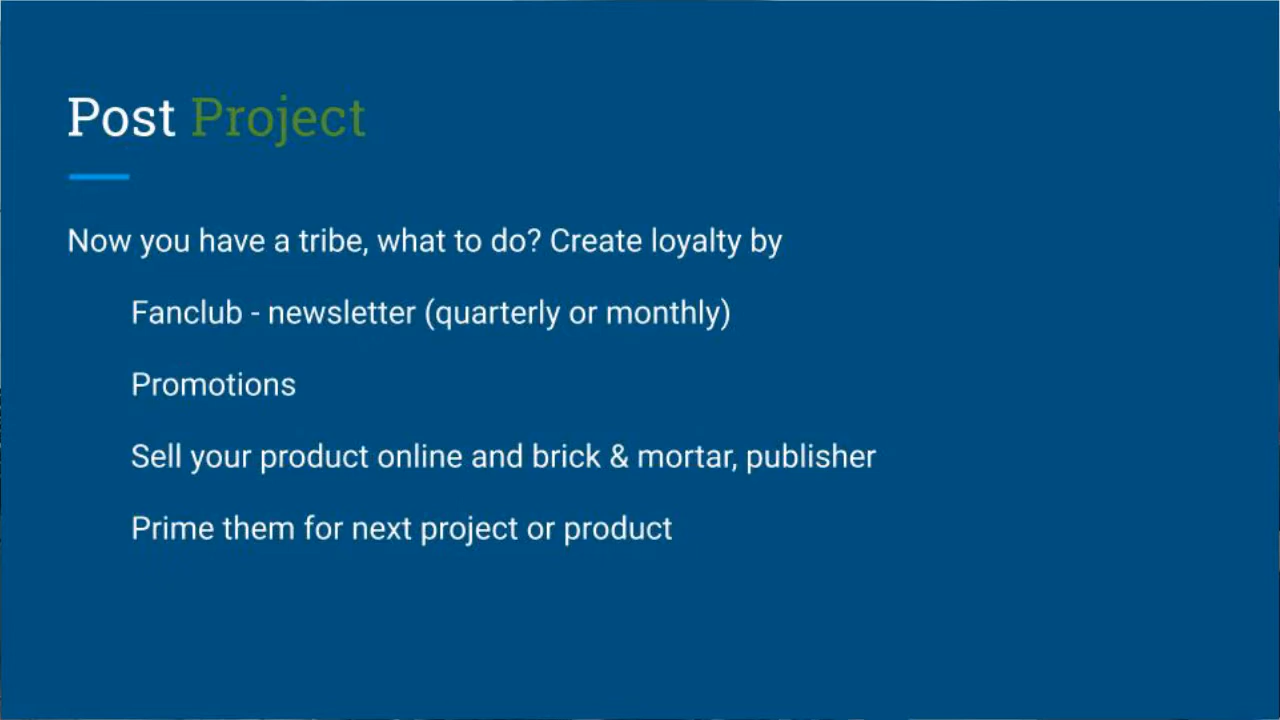 Post Project
Now you have a tribe, what to do? Create loyalty by
Fanclub - newsletter (quarterly or monthly)
Promotions
Sell your product online and brick & mortar, publisher
Prime them for next project or product